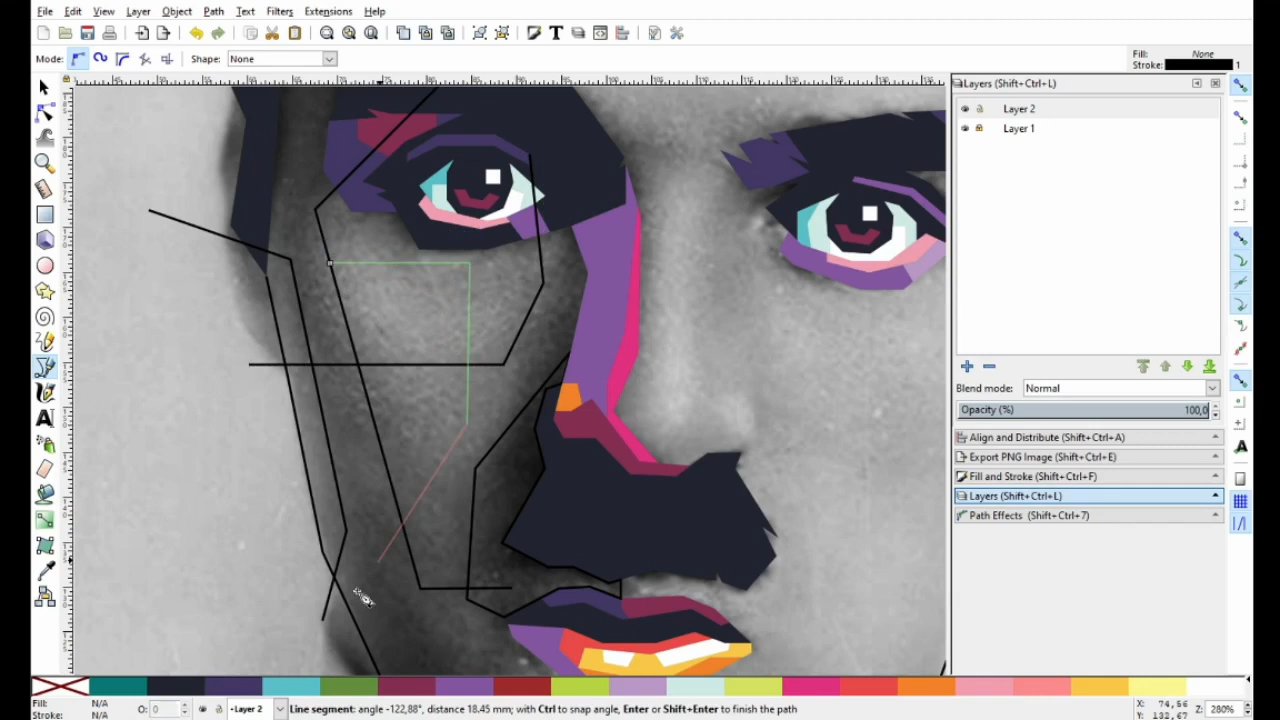 File Edit View Layer Object Path Text Filters Extensions Help
Mode: Shape: None
Fill: None
Stroke: 1
Layers (Shift+Ctrl+L)
Layer 2
Layer 1
Blend mode: Normal
Opacity (%) 100,0
Align and Distribute (Shift+Ctrl+A)
Export PNG Image (Shift+Ctrl+E)
Fill and Stroke (Shift+Ctrl+F)
Layers (Shift+Ctrl+L)
Path Effects (Shift+Ctrl+7)
Fill: N/A
Stroke: N/A
O: 0
Layer 2
Line segment: angle -122,88°, distance 18.45 mm; with Ctrl to snap angle, Enter or Shift+Enter to finish the path
X: 74,56
Y: 132,67
Z: 280%